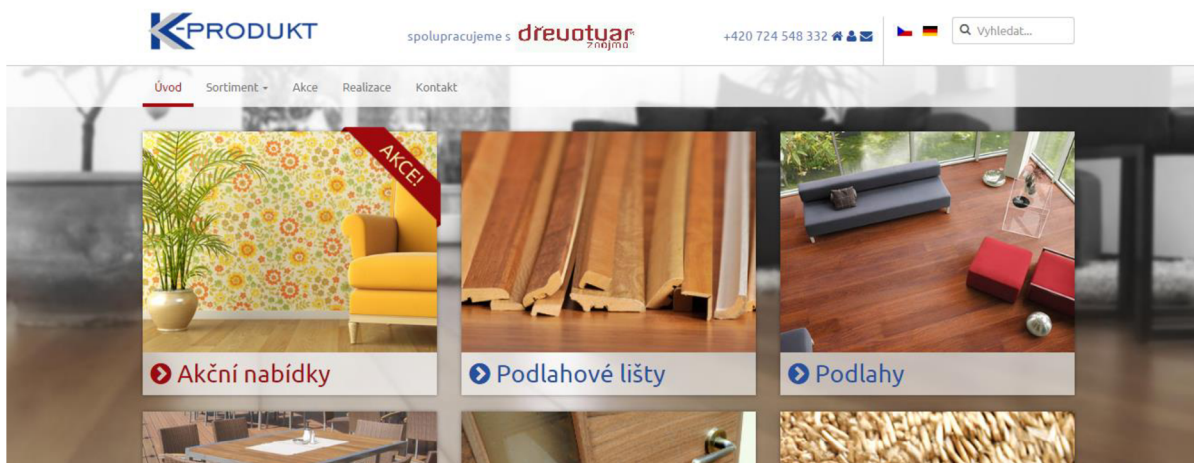 K-PRODUKT
spolupracujeme s dřevotvar
znojmo
+420 724 548 332
Vyhledat...
Úvod Sortiment Akce Realizace Kontakt
AKCE!
Akční nabídky
Podlahové lišty
Podlahy